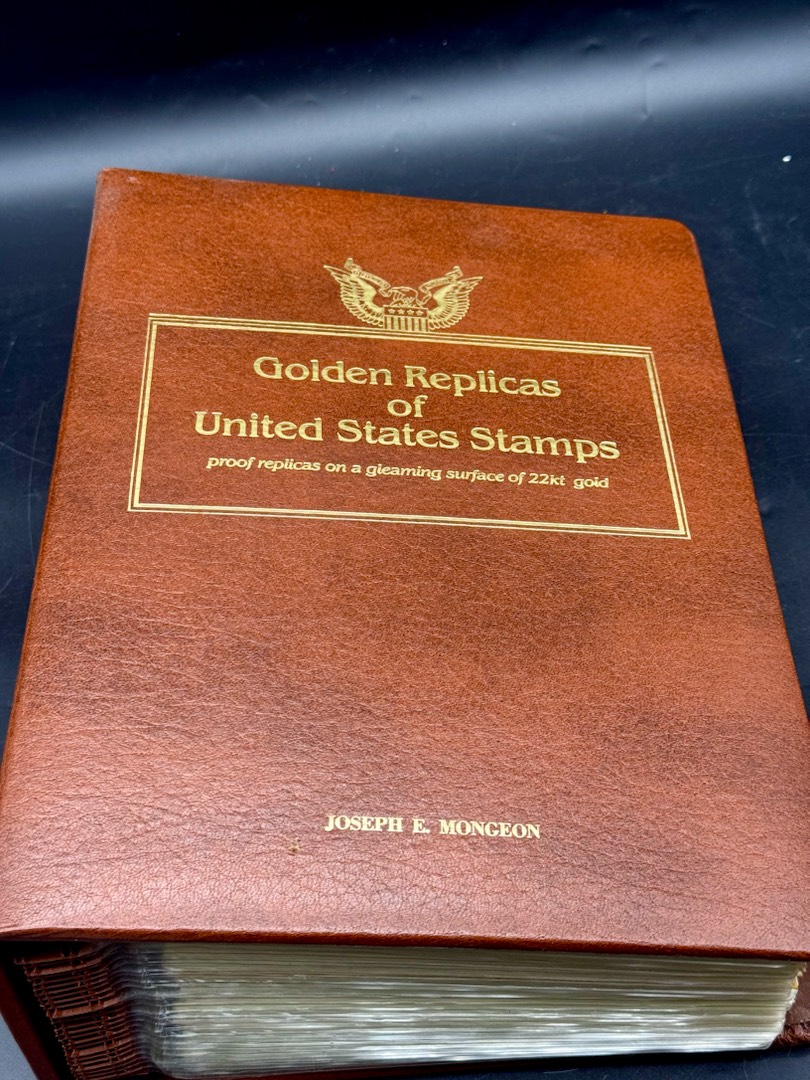 Golden Replicas
of
United States Stamps
proof replicas on a gleaming surface of 22kt gold
JOSEPH E. MONGEON